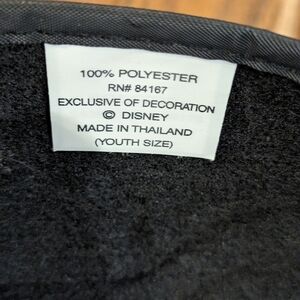 100% POLYESTER
RN# 84167
EXCLUSIVE OF DECORATION
© DISNEY
MADE IN THAILAND
(YOUTH SIZE)